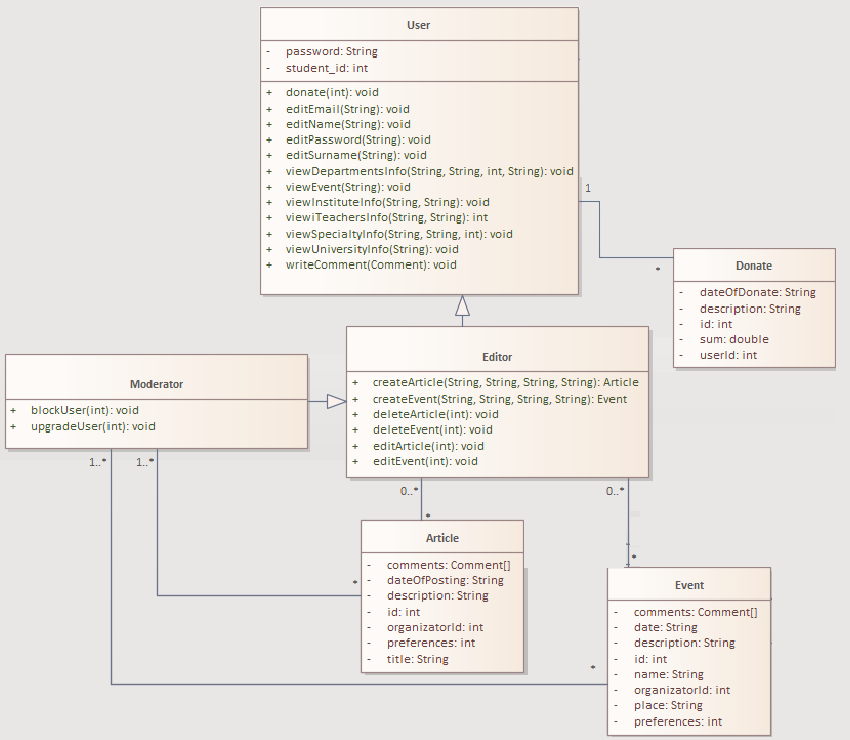 User
- password: String
- student_id: int
+ donate(int): void
+ editEmail(String): void
+ editName(String): void
+ editPassword(String): void
+ editSurname(String): void
+ viewDepartmentsInfo(String, String, int, String): void
+ viewEvent(String): void
+ viewInstituteInfo(String, String): void
+ viewiTeachersInfo(String, String): int
+ viewSpecialtyInfo(String, String, int): void
+ viewUniversityInfo(String): void
+ writeComment(Comment): void
1
*
Donate
- dateOfDonate: String
- description: String
- id: int
- sum: double
- userId: int
Editor
+ createArticle(String, String, String, String): Article
+ createEvent(String, String, String, String): Event
+ deleteArticle(int): void
+ deleteEvent(int): void
+ editArticle(int): void
+ editEvent(int): void
Moderator
+ blockUser(int): void
+ upgradeUser(int): void
1..*
1..*
0..*
0..*
*
*
*
*
Article
- comments: Comment[]
- dateOfPosting: String
- description: String
- id: int
- organizatorId: int
- preferences: int
- title: String
Event
- comments: Comment[]
- date: String
- description: String
- id: int
- name: String
- organizatorId: int
- place: String
- preferences: int